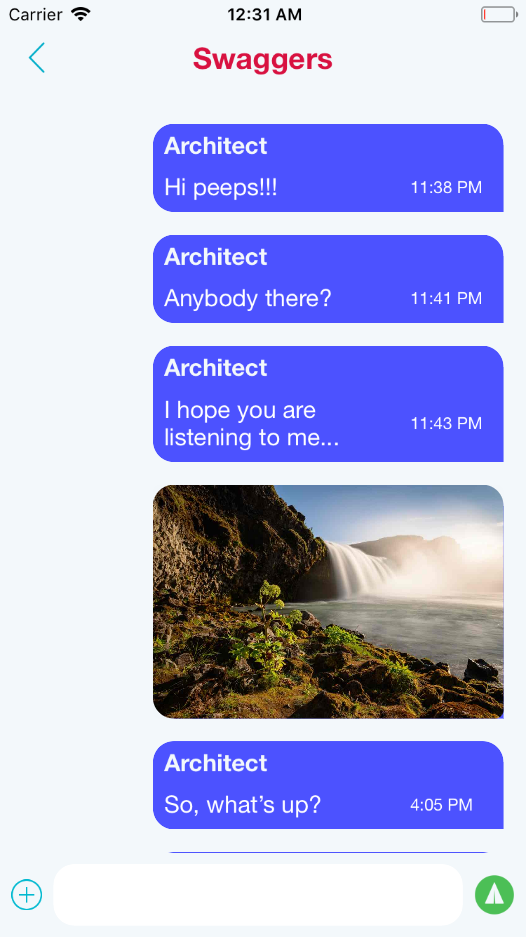 Carrier 12:31 AM
Swaggers
Architect
Hi peeps!!! 11:38 PM
Architect
Anybody there? 11:41 PM
Architect
I hope you are
listening to me... 11:43 PM
Architect
So, what's up? 4:05 PM